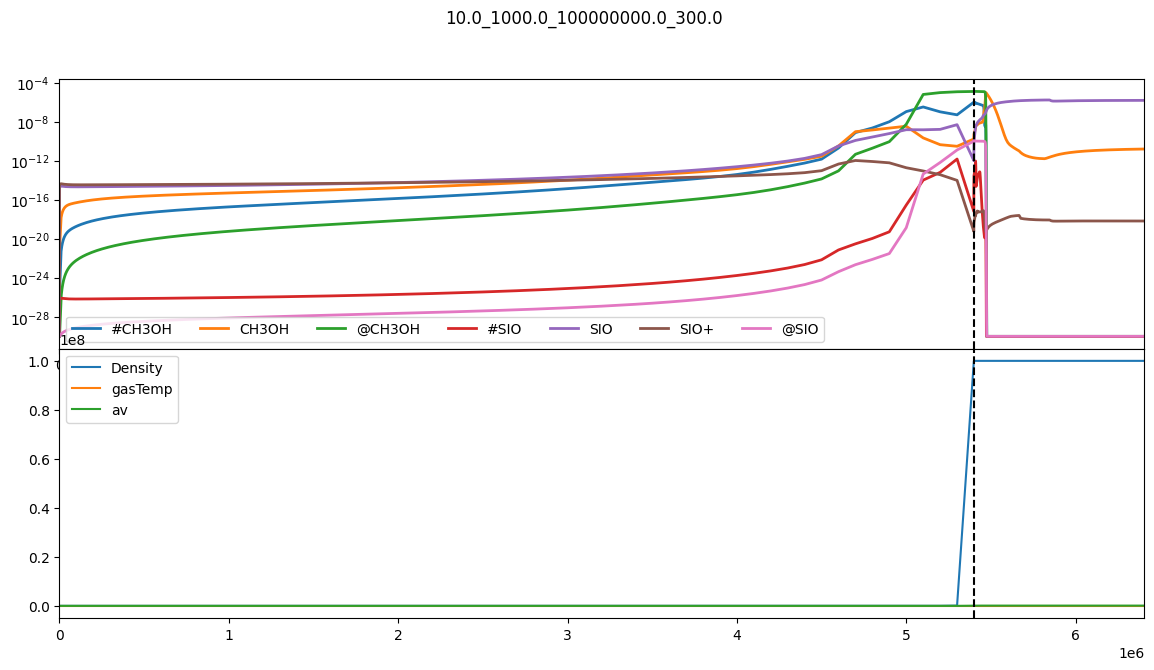 10.0_1000.0_100000000.0_300.0
10⁻⁴
10⁻⁸
10⁻¹²
10⁻¹⁶
10⁻²⁰
10⁻²⁴
10⁻²⁸
#CH3OH CH3OH @CH3OH #SIO SIO SIO+ @SIO
1e8
1.0
0.8
0.6
0.4
0.2
0.0
Density
gasTemp
av
0 1 2 3 4 5 6
1e6